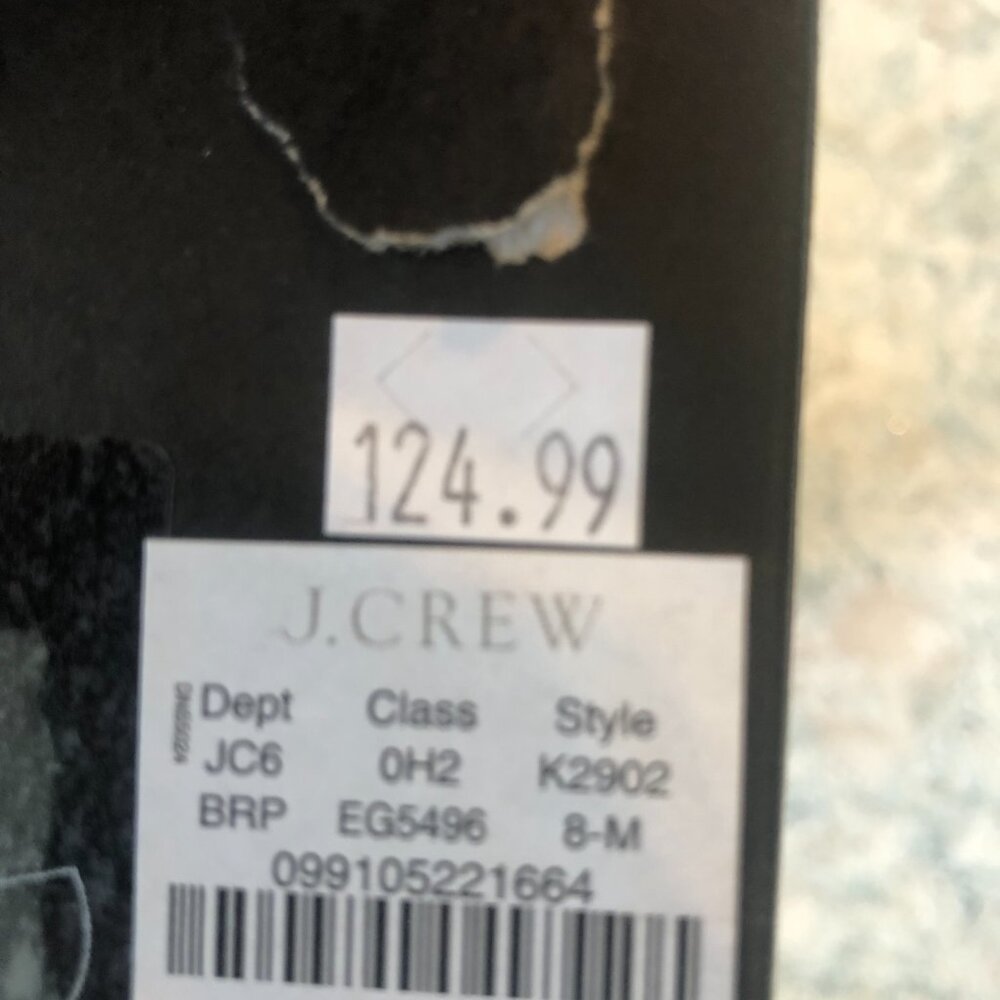 124.99
J.CREW
Dept Class Style
JC6 0H2 K2902
BRP EG5496 8-M
099105221664